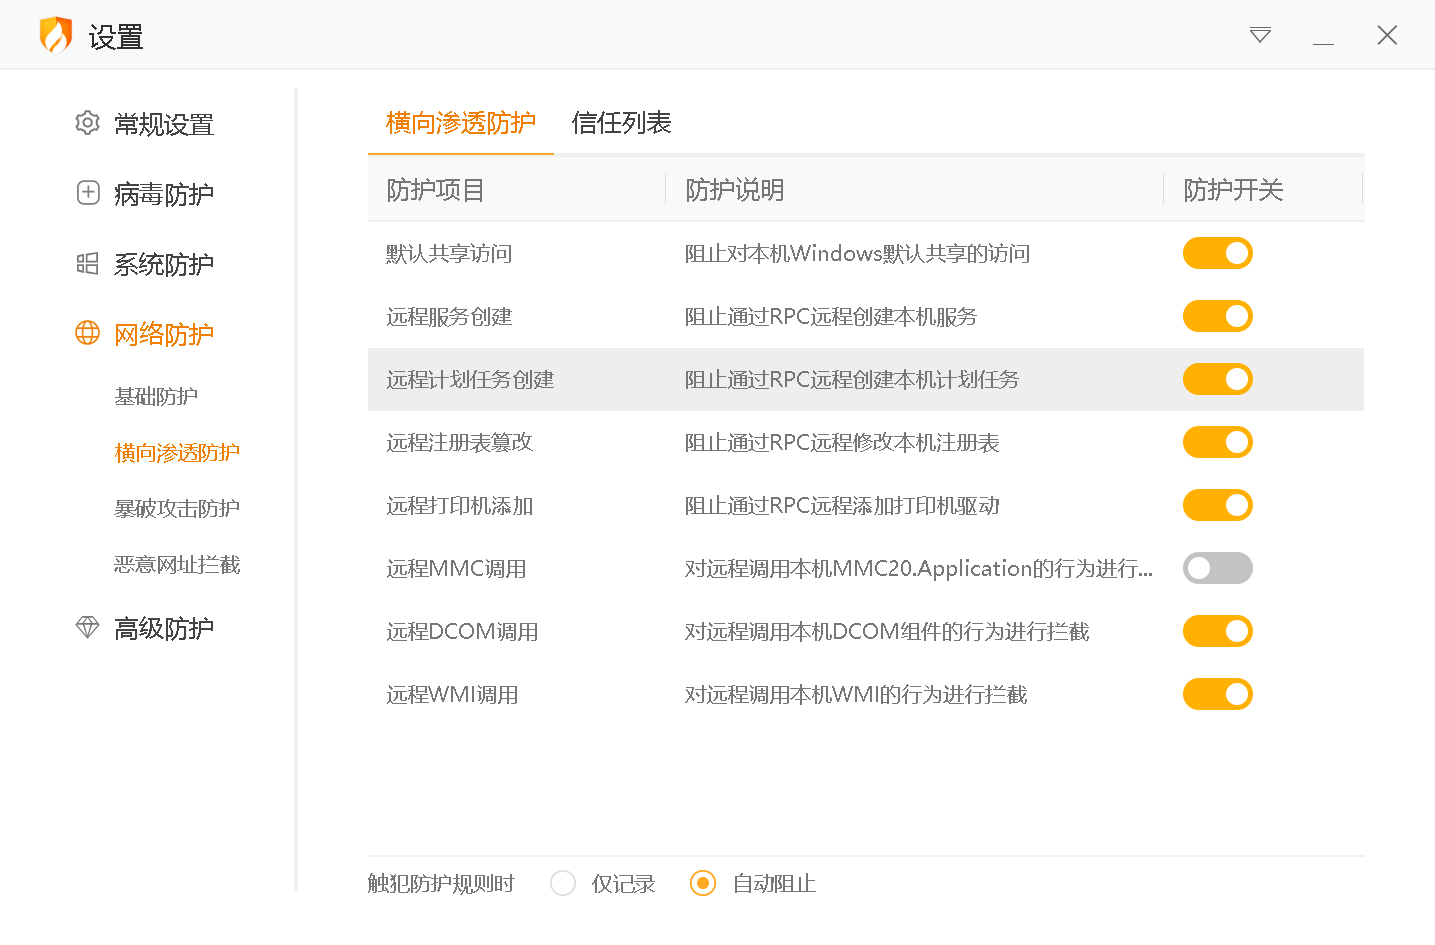 设置
常规设置
病毒防护
系统防护
网络防护
基础防护
横向渗透防护
暴破攻击防护
恶意网址拦截
高级防护
横向渗透防护 信任列表
防护项目 防护说明 防护开关
默认共享访问 阻止对本机Windows默认共享的访问
远程服务创建 阻止通过RPC远程创建本机服务
远程计划任务创建 阻止通过RPC远程创建本机计划任务
远程注册表篡改 阻止通过RPC远程修改本机注册表
远程打印机添加 阻止通过RPC远程添加打印机驱动
远程MMC调用 对远程调用本机MMC20.Application的行为进行...
远程DCOM调用 对远程调用本机DCOM组件的行为进行拦截
远程WMI调用 对远程调用本机WMI的行为进行拦截
触犯防护规则时 仅记录 自动阻止